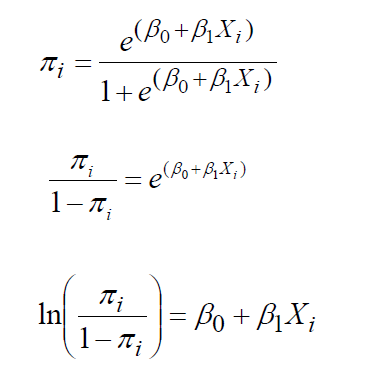 π_i = e^(β_0 + β_1 X_i) / 1 + e^(β_0 + β_1 X_i)
π_i / 1 − π_i = e^(β_0 + β_1 X_i)
ln(π_i / 1 − π_i) = β_0 + β_1 X_i